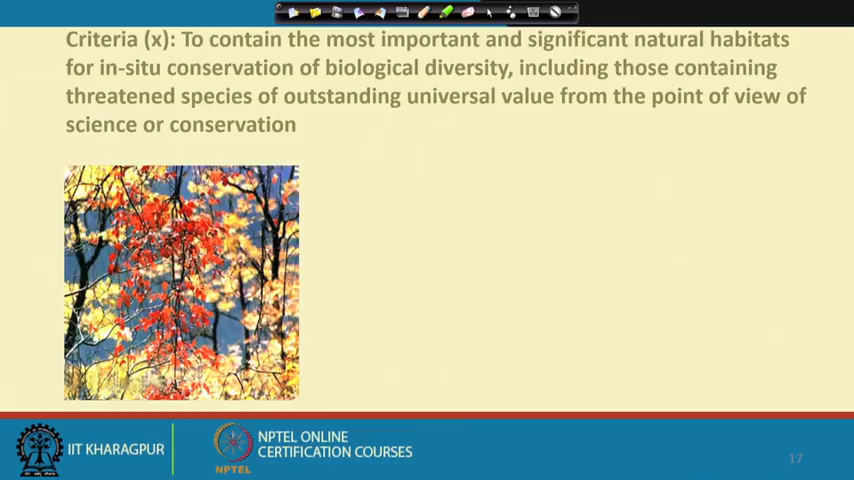 Criteria (x): To contain the most important and significant natural habitats
for in-situ conservation of biological diversity, including those containing
threatened species of outstanding universal value from the point of view of
science or conservation
IIT KHARAGPUR
NPTEL
NPTEL ONLINE
CERTIFICATION COURSES
17